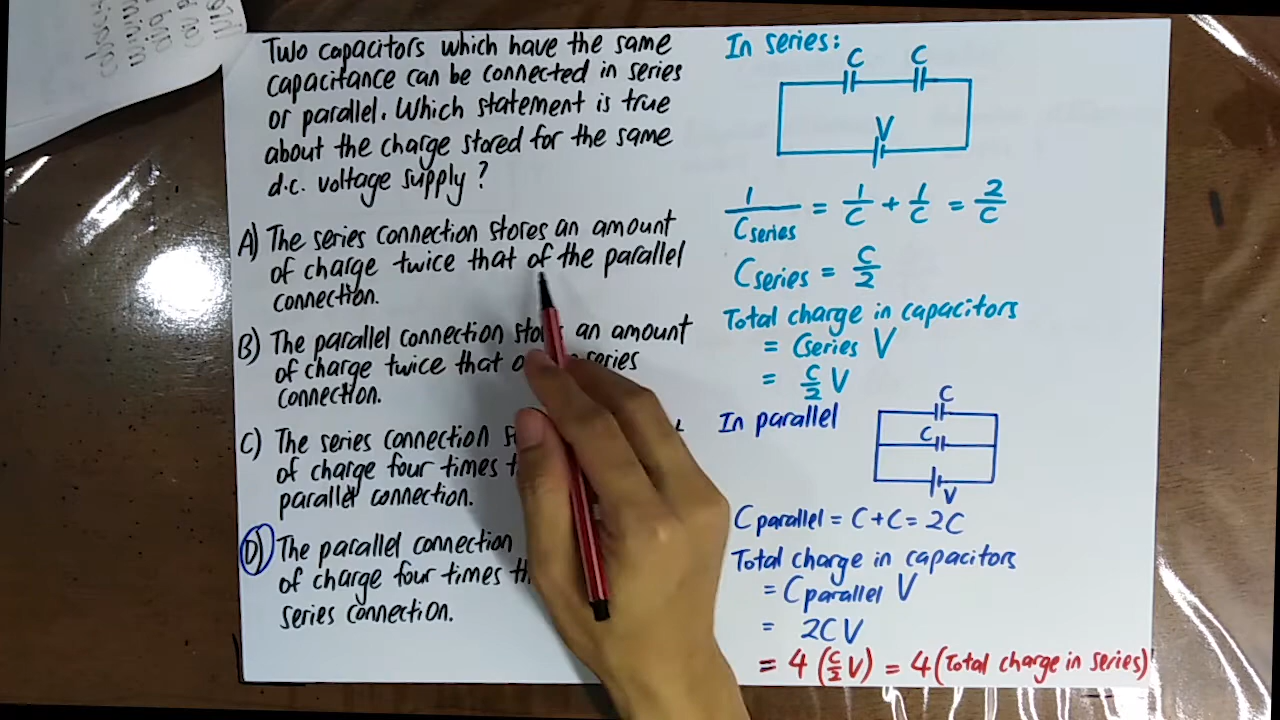 Two capacitors which have the same
capacitance can be connected in series
or parallel. Which statement is true
about the charge stored for the same
d.c. voltage supply?
A) The series connection stores an amount
of charge twice that of the parallel
connection.
B) The parallel connection an amount
of charge twice that series
connection.
C) The series connection
of charge four times
parallel connection.
D) The parallel connection
of charge four times
series connection.
In series:
C C
V
1/Cseries = 1/C + 1/C = 2/C
Cseries = C/2
Total charge in capacitors
= Cseries V
= C/2 V
In parallel
C
C
V
Cparallel = C+C = 2C
Total charge in capacitors
= Cparallel V
= 2CV
= 4 (C/2 V) = 4 (Total charge in series)